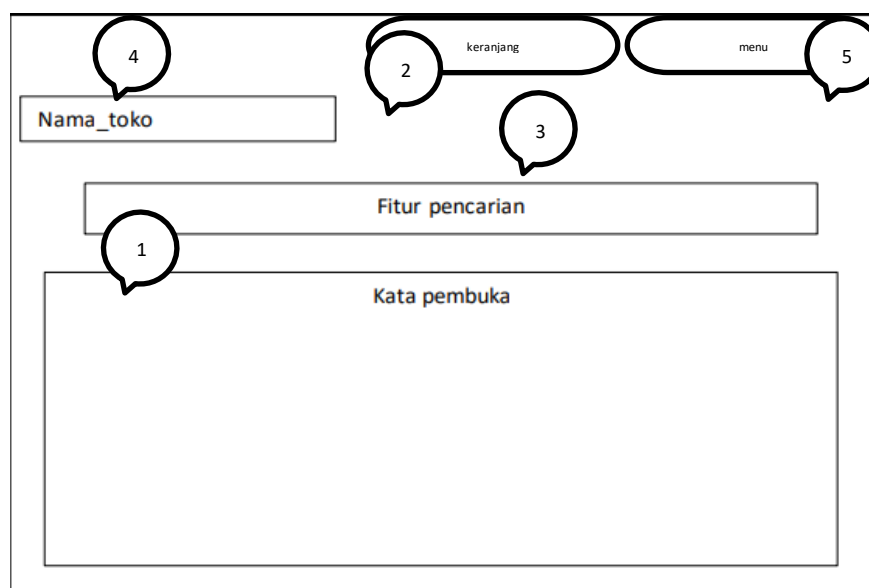 4
keranjang
menu
5
2
Nama_toko
3
Fitur pencarian
1
Kata pembuka